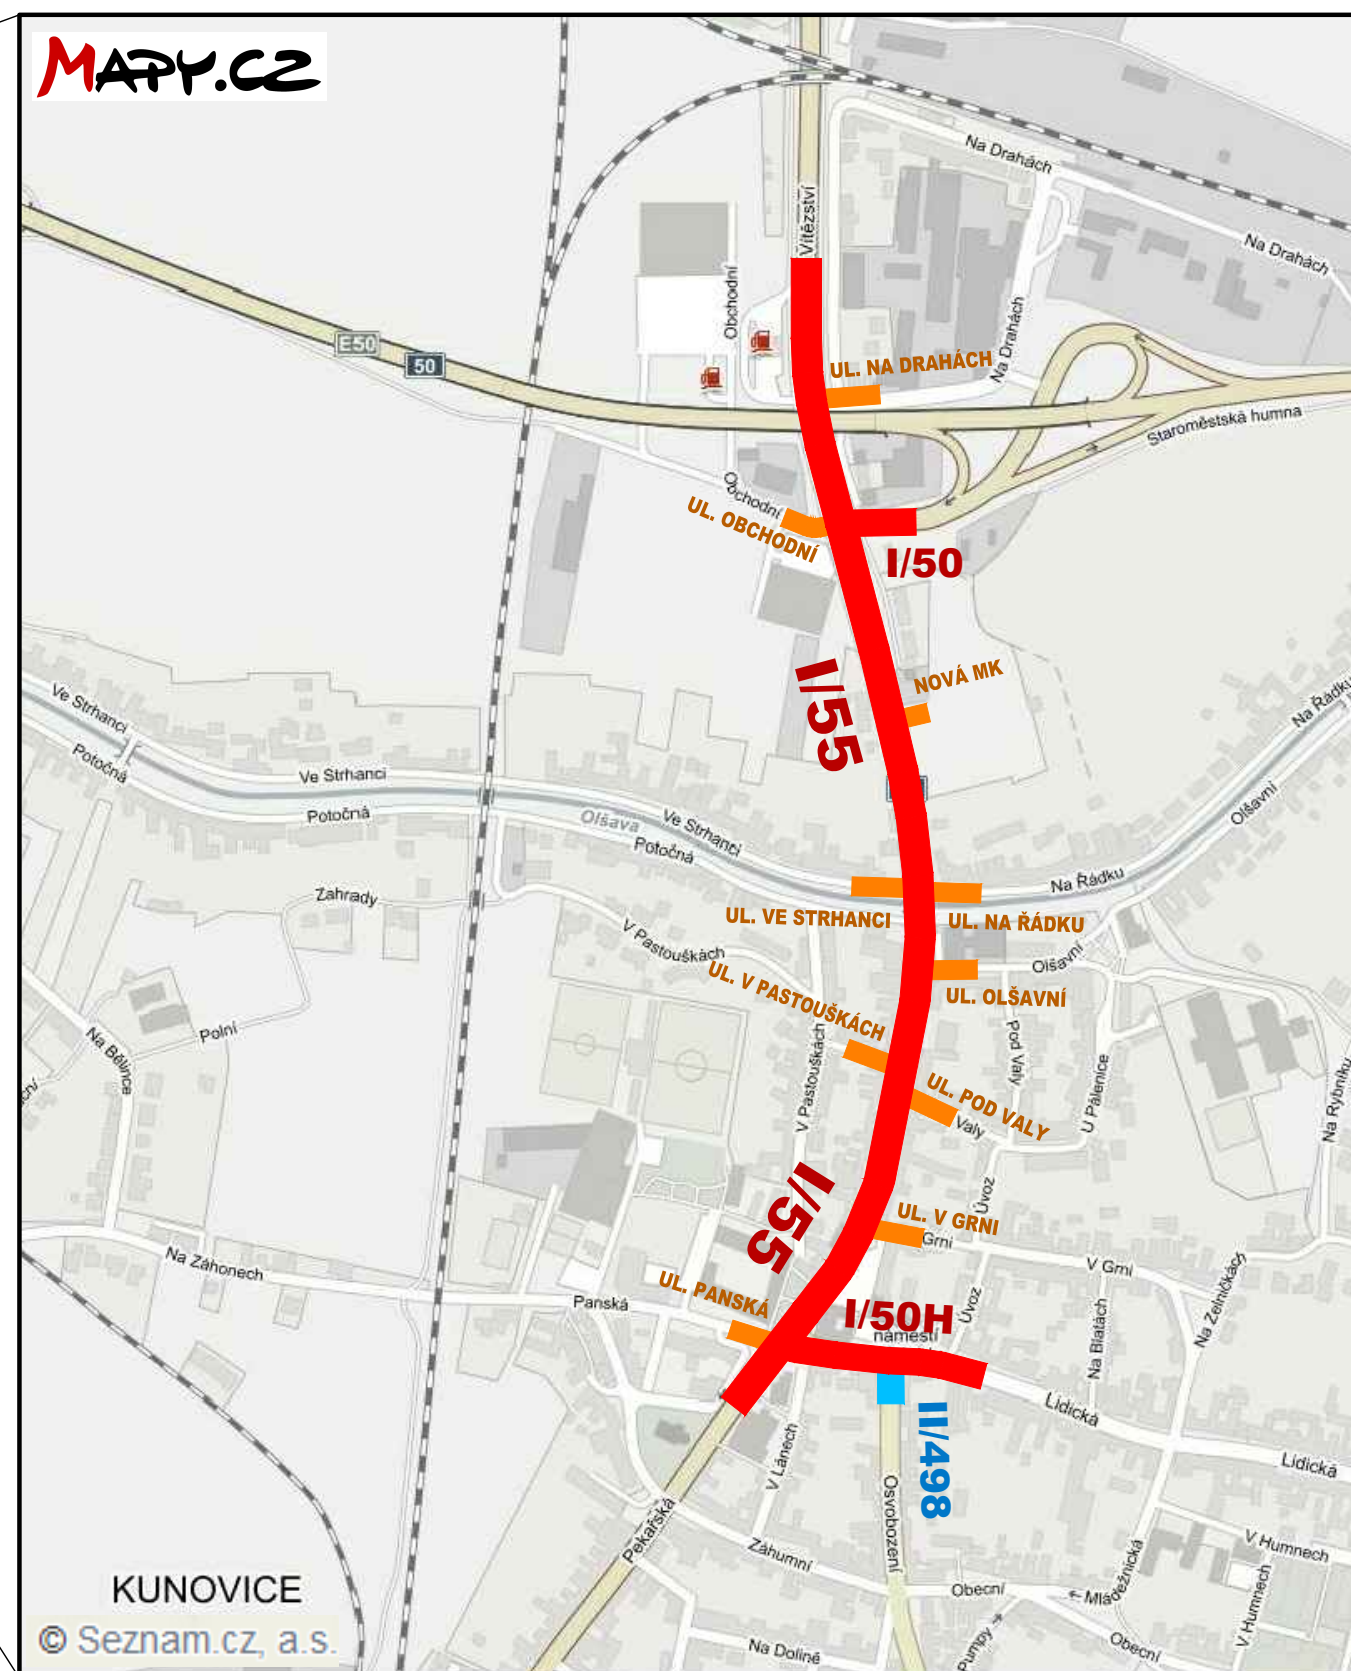 MAPY.CZ
Na Drahách
Vítězství
Na Drahách
Obchodní
Na Drahách
E50
50
UL. NA DRAHÁCH
Staroměstská humna
Obchodní
UL. OBCHODNÍ
I/50
I/55
NOVÁ MK
Ve Strhanci
Na Řádku
Potočná
Ve Strhanci
Potočná
Olšava
Ve Strhanci
Potočná
Olšavní
Na Řádku
Zahrady
UL. VE STRHANCI
UL. NA ŘÁDKU
V Pastouškách
Olšavní
UL. V PASTOUŠKÁCH
UL. OLŠAVNÍ
Polní
Na Bělince
Pod Valy
V Pastouškách
U Pálenice
Na Rybníku
UL. POD VALY
Valy
I/55
Úvoz
UL. V GRNI
Grni
V Grni
Na Záhonech
UL. PANSKÁ
Panská
I/50H
náměstí
Úvoz
Na Zelničkách
Na Blatách
Lidická
II/498
V Lánech
Lidická
Osvobození
Pekařská
Záhumní
V Humnech
Mládežnická
Obecní
V Humnech
KUNOVICE
© Seznam.cz, a.s.
Na Dolině
Pumpy
Obecní